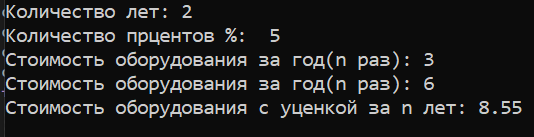 Количество лет: 2
Количество прцентов %:  5
Стоимость оборудования за год(n раз): 3
Стоимость оборудования за год(n раз): 6
Стоимость оборудования с уценкой за n лет: 8.55